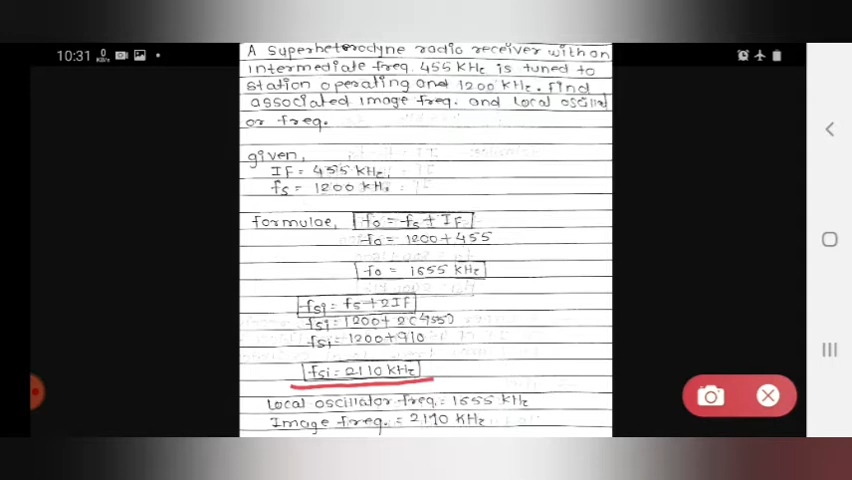 10:31 0 KB/s
A superheterodyne radio receiver with an
intermediate freq. 455 KHz is tuned to
station operating and 1200 KHz. Find
associated image freq. and local oscillat
or freq.
given,
IF = 455 KHz,
fs = 1200 KHz
formulae, fo = fs + IF
fo = 1200+455
fo = 1655 KHz
fsi = fs + 2IF
fsi = 1200 + 2(455)
fsi = 1200+910
fsi = 2110 KHz
Local oscillator freq. = 1655 KHz
Image freq. = 2110 KHz